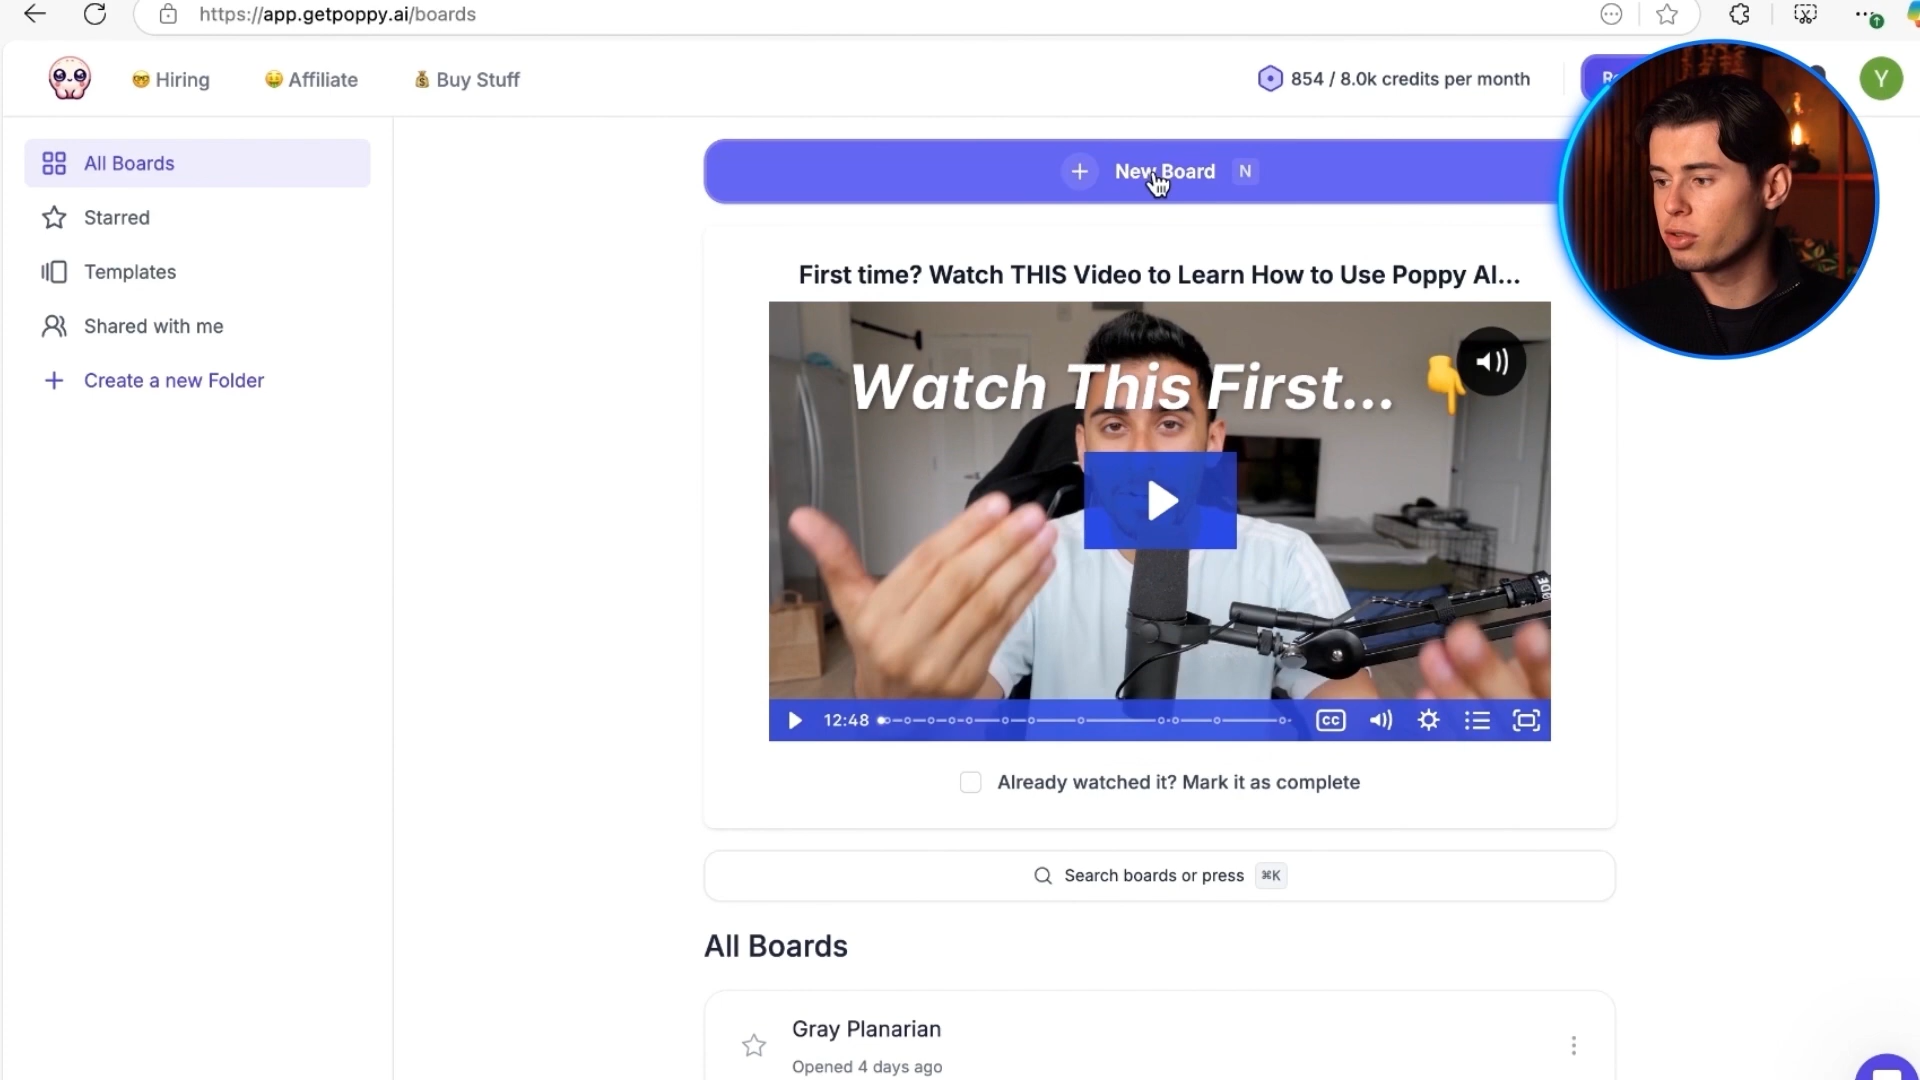 https://app.getpoppy.ai/boards
Hiring
Affiliate
Buy Stuff
854 / 8.0k credits per month
Y
All Boards
Starred
Templates
Shared with me
Create a new Folder
New Board N
First time? Watch THIS Video to Learn How to Use Poppy AI...
Watch This First...
12:48
CC
Already watched it? Mark it as complete
Search boards or press ⌘K
All Boards
Gray Planarian
Opened 4 days ago